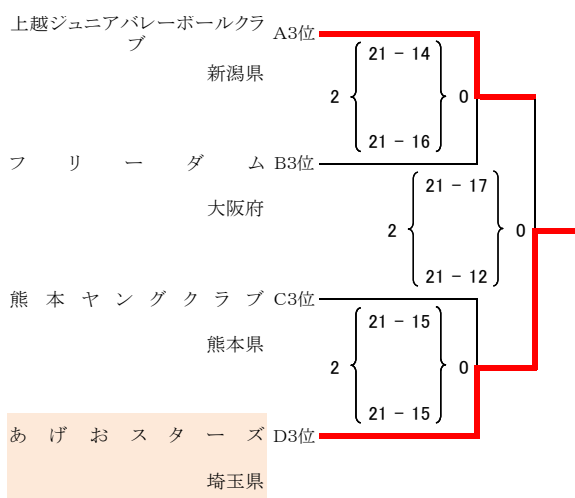 上越ジュニアバレーボールクラ
ブ
A3位
新潟県
21 − 14
2
0
21 − 16
フリーダム
B3位
大阪府
21 − 17
2
0
21 − 12
熊本ヤングクラブ
C3位
熊本県
21 − 15
2
0
21 − 15
あげおスターズ
D3位
埼玉県